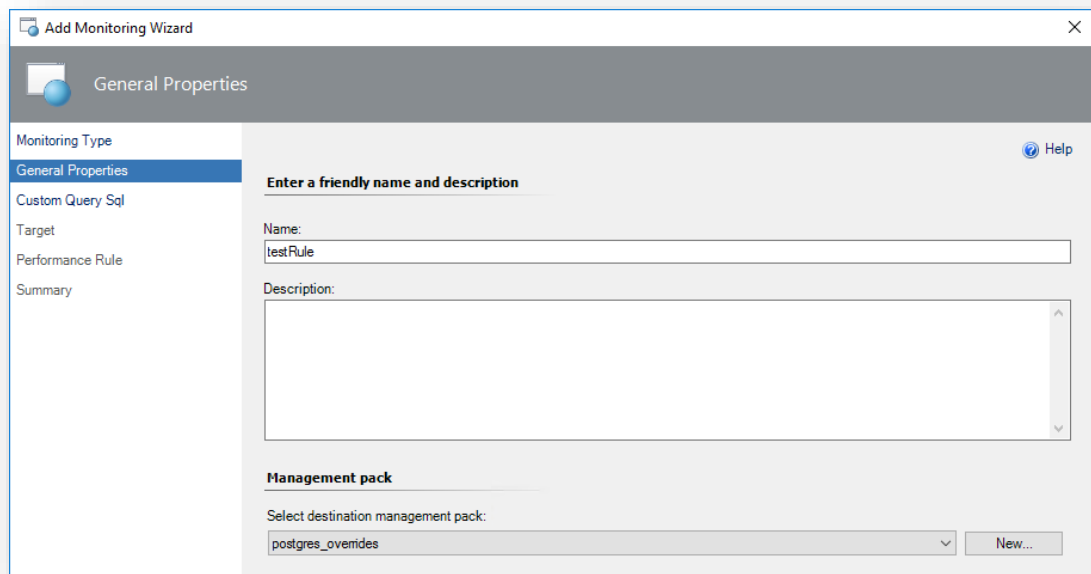 Add Monitoring Wizard
General Properties
Monitoring Type
General Properties
Custom Query Sql
Target
Performance Rule
Summary
Help
Enter a friendly name and description
Name:
testRule
Description:
Management pack
Select destination management pack:
postgres_overrides
New...